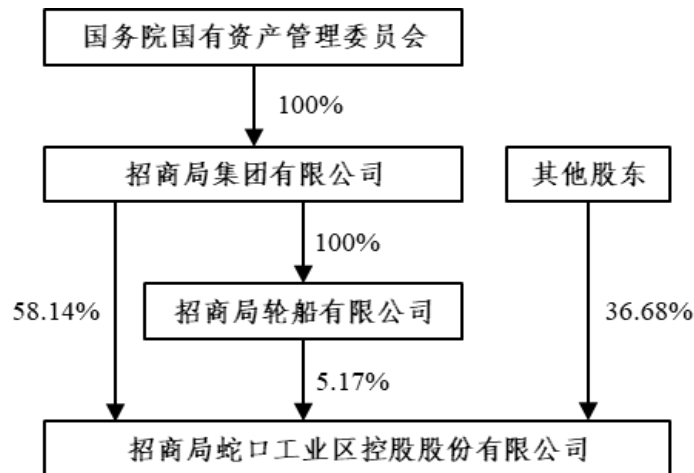 国务院国有资产管理委员会
100%
招商局集团有限公司
其他股东
100%
58.14%
招商局轮船有限公司
36.68%
5.17%
招商局蛇口工业区控股股份有限公司